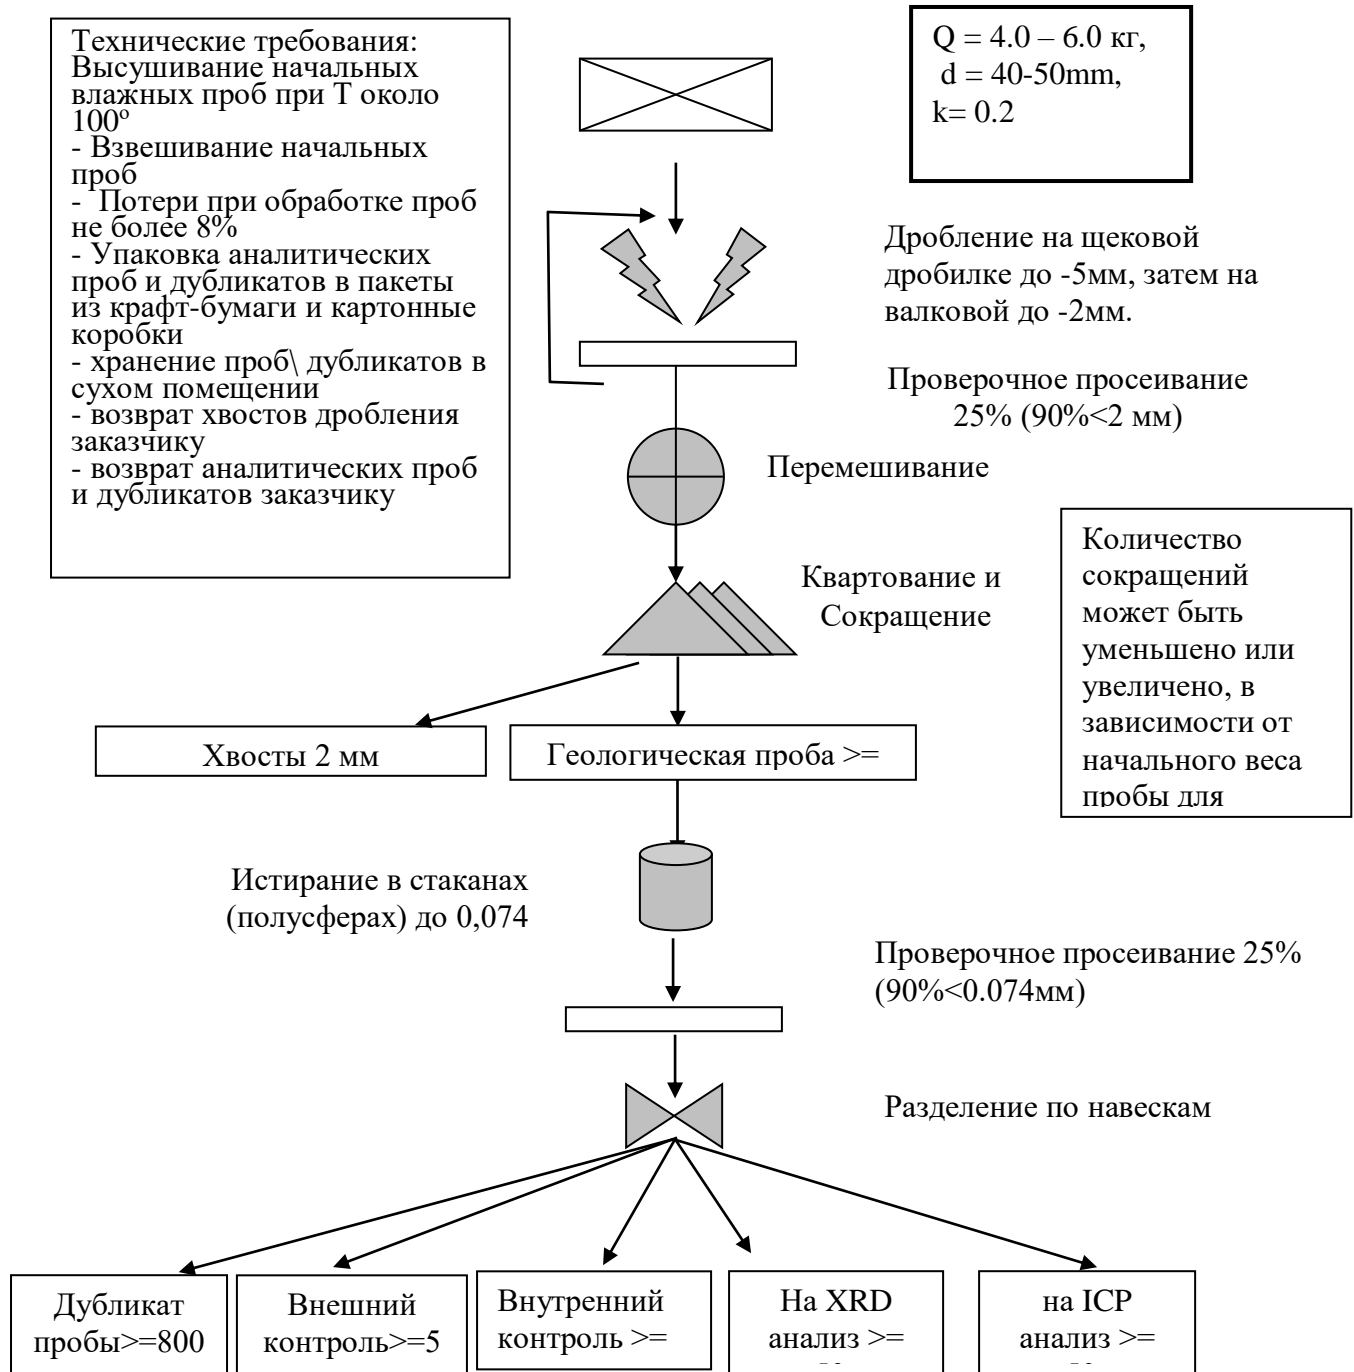 Технические требования:
Высушивание начальных
влажных проб при Т около
100º
- Взвешивание начальных
проб
- Потери при обработке проб
не более 8%
- Упаковка аналитических
проб и дубликатов в пакеты
из крафт-бумаги и картонные
коробки
- хранение проб\ дубликатов в
сухом помещении
- возврат хвостов дробления
заказчику
- возврат аналитических проб
и дубликатов заказчику
Q = 4.0 – 6.0 кг,
d = 40-50mm,
k= 0.2
Дробление на щековой
дробилке до -5мм, затем на
валковой до -2мм.
Проверочное просеивание
25% (90%<2 мм)
Перемешивание
Квартование и
Сокращение
Количество
сокращений
может быть
уменьшено или
увеличено, в
зависимости от
начального веса
пробы для
Хвосты 2 мм
Геологическая проба >=
Истирание в стаканах
(полусферах) до 0,074
Проверочное просеивание 25%
(90%<0.074мм)
Разделение по навескам
Дубликат
пробы>=800
Внешний
контроль>=5
Внутренний
контроль >=
На XRD
анализ >=
на ICP
анализ >=